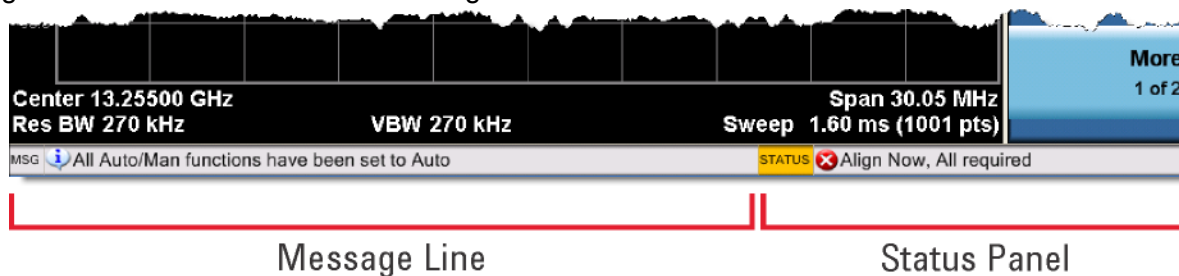 More
1 of 2
Center 13.25500 GHz
Span 30.05 MHz
Res BW 270 kHz
VBW 270 kHz
Sweep 1.60 ms (1001 pts)
MSG All Auto/Man functions have been set to Auto
STATUS Align Now, All required
Message Line
Status Panel